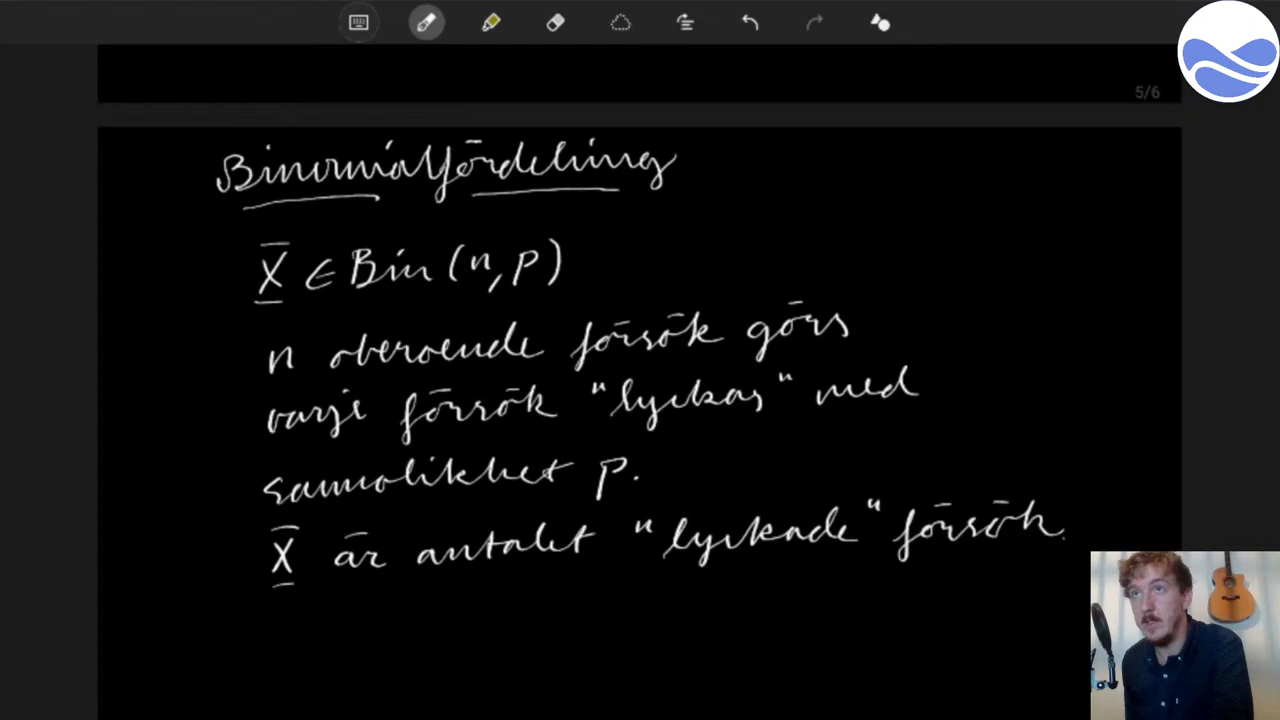 5/6
Binomialfördelning
X ∈ Bin (n, p)
n oberoende försök görs
varje försök "lyckas" med
sannolikhet p.
X är antalet "lyckade" försök.